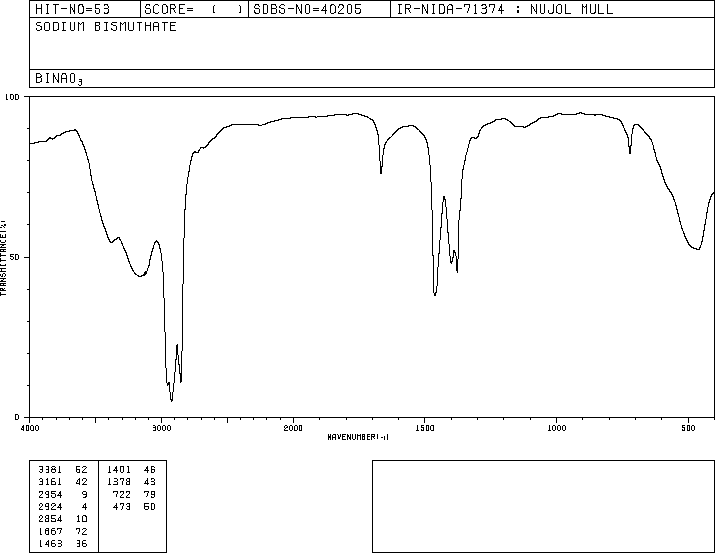 HIT-NO=53 SCORE= ( ) SDBS-NO=40205 IR-NIDA-71374 : NUJOL MULL
SODIUM BISMUTHATE
BINAO3
100
50
0
TRANSMITTANCE(%)
4000 3000 2000 1500 1000 500
WAVENUMBER(-1)
3381 52 1401 46
3161 42 1378 43
2954 9 722 79
2924 4 473 50
2854 10
1667 72
1463 36